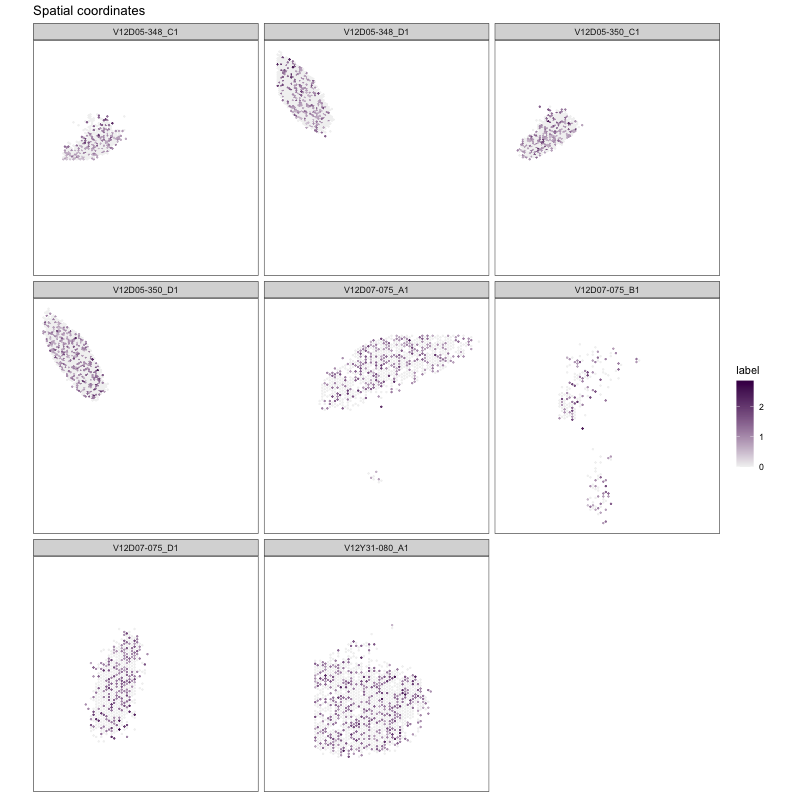 Spatial coordinates
V12D05-348_C1
V12D05-348_D1
V12D05-350_C1
V12D05-350_D1
V12D07-075_A1
V12D07-075_B1
label
2
1
0
V12D07-075_D1
V12Y31-080_A1